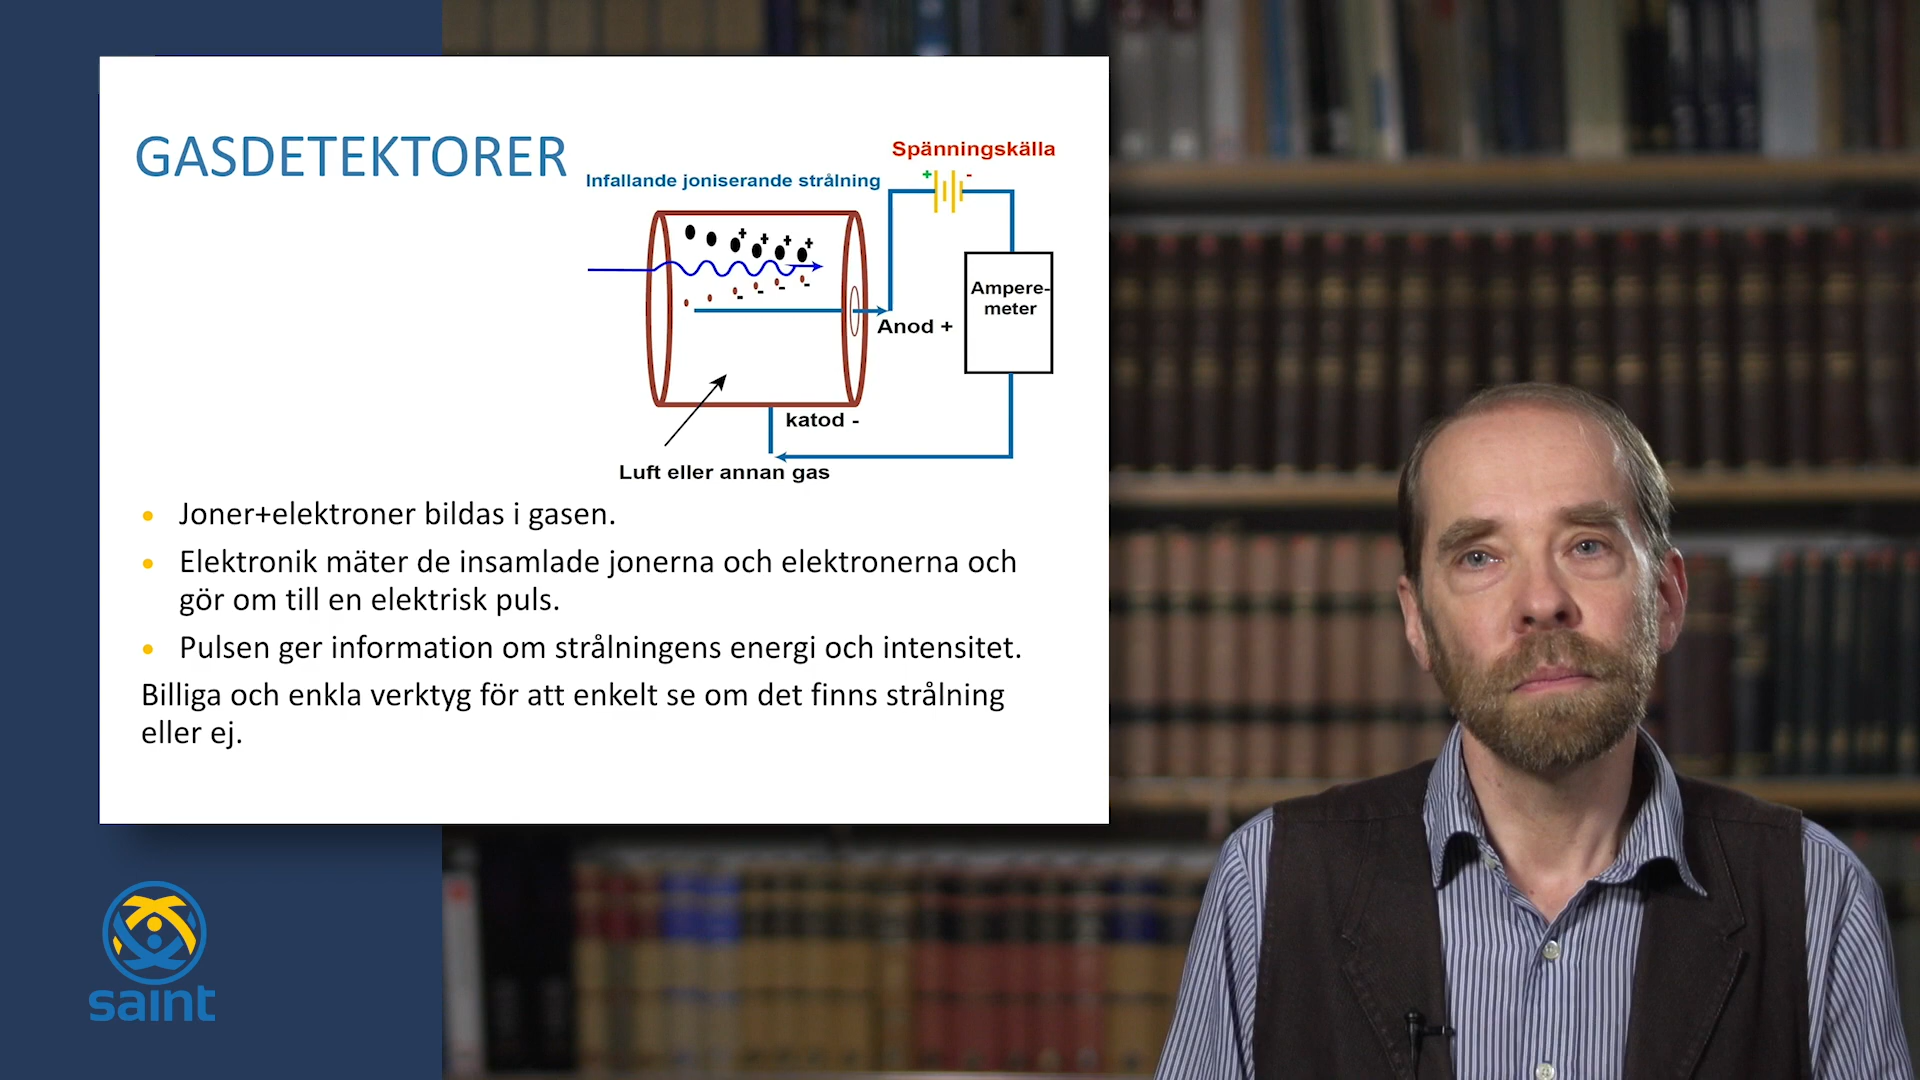 GASDETEKTORER
Spänningskälla
+ -
Infallande joniserande strålning
+ + + +
- - - -
Ampere-
meter
Anod +
katod -
Luft eller annan gas
• Joner+elektroner bildas i gasen.
• Elektronik mäter de insamlade jonerna och elektronerna och
gör om till en elektrisk puls.
• Pulsen ger information om strålningens energi och intensitet.
Billiga och enkla verktyg för att enkelt se om det finns strålning
eller ej.
saint